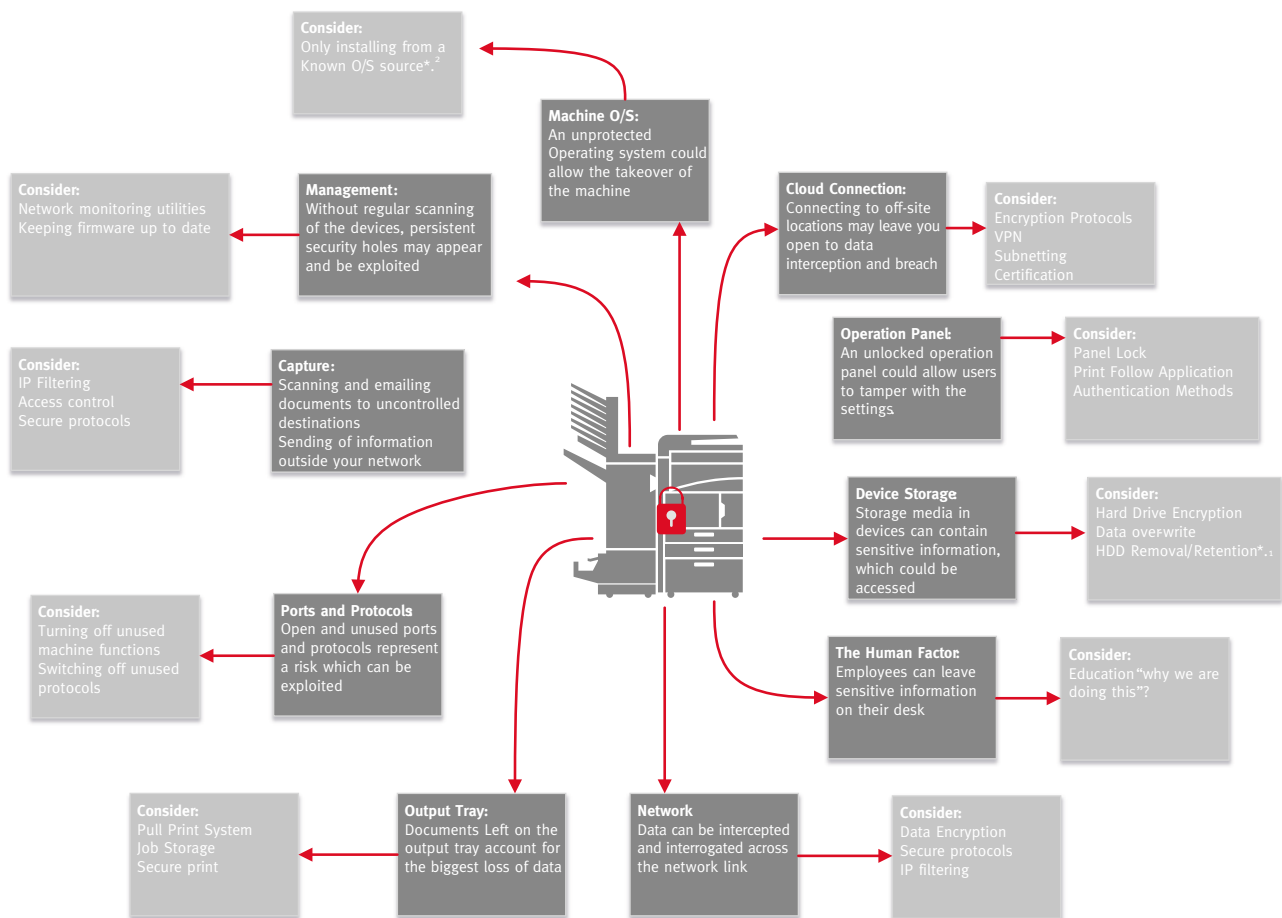 Consider:
Only installing from a
Known O/S source*.²
Machine O/S:
An unprotected
Operating system could
allow the takeover of
the machine
Consider:
Network monitoring utilities
Keeping firmware up to date
Management:
Without regular scanning
of the devices, persistent
security holes may appear
and be exploited
Cloud Connection:
Connecting to off-site
locations may leave you
open to data
interception and breach
Consider:
Encryption Protocols
VPN
Subnetting
Certification
Consider:
IP Filtering
Access control
Secure protocols
Capture:
Scanning and emailing
documents to uncontrolled
destinations
Sending of information
outside your network
Operation Panel:
An unlocked operation
panel could allow users
to tamper with the
settings.
Consider:
Panel Lock
Print Follow Application
Authentication Methods
Device Storage:
Storage media in
devices can contain
sensitive information,
which could be
accessed
Consider:
Hard Drive Encryption
Data over-write
HDD Removal/Retention*.₁
Consider:
Turning off unused
machine functions
Switching off unused
protocols
Ports and Protocols:
Open and unused ports
and protocols represent
a risk which can be
exploited
The Human Factor:
Employees can leave
sensitive information
on their desk
Consider:
Education “why we are
doing this”?
Consider:
Pull Print System
Job Storage
Secure print
Output Tray:
Documents Left on the
output tray account for
the biggest loss of data
Network
Data can be intercepted
and interrogated across
the network link
Consider:
Data Encryption
Secure protocols
IP filtering